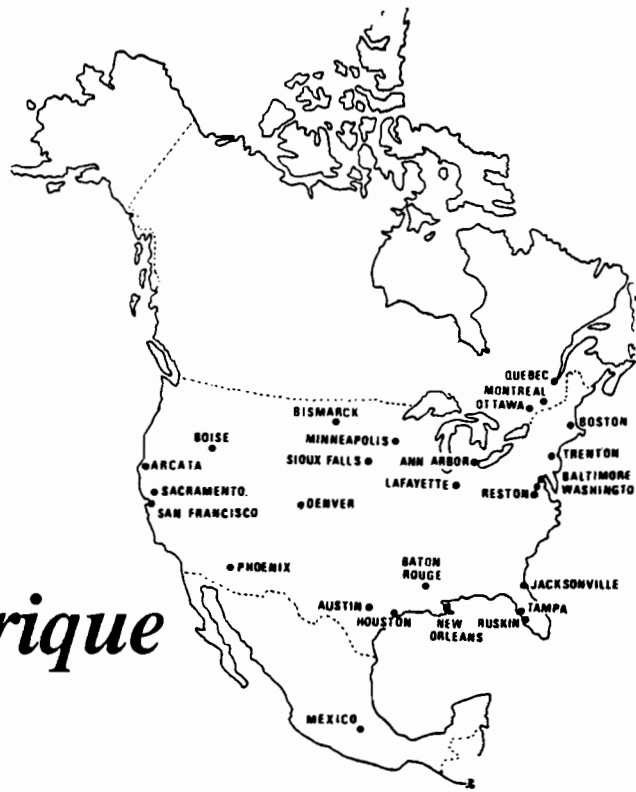 QUEBEC
MONTREAL
OTTAWA
BISMARCK
BOSTON
BOISE
MINNEAPOLIS
TRENTON
ARCATA
SIOUX FALLS
ANN ARBOR
BALTIMORE
WASHINGTO
LAFAYETTE
RESTON
SACRAMENTO.
SAN FRANCISCO
DENVER
PHOENIX
BATON
ROUGE
JACKSONVILLE
AUSTIN
HOUSTON
NEW
ORLEANS
RUSKIN
TAMPA
rique
MEXICO